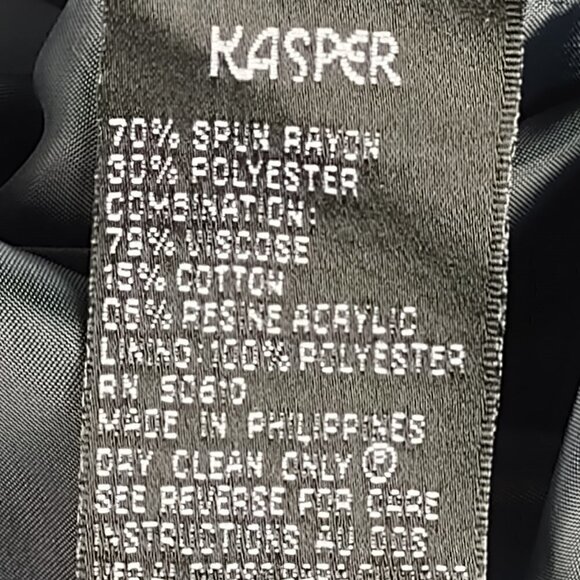 KASPER
70% SPUN RAYON
30% POLYESTER
COMBINATION:
79% VISCOSE
15% COTTON
06% RESINE ACRYLIC
LINING: 100% POLYESTER
RN
MADE IN PHILIPPINES
DRY CLEAN ONLY Ⓟ
SEE REVERSE FOR CARE
INSTRUCTIONS